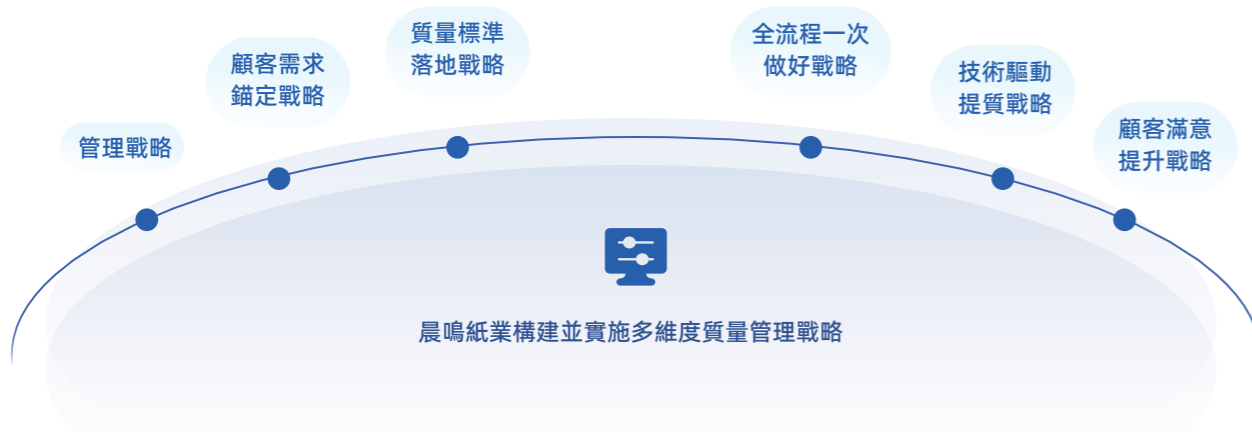 管理戰略
顧客需求
錨定戰略
質量標準
落地戰略
全流程一次
做好戰略
技術驅動
提質戰略
顧客滿意
提升戰略
晨鳴紙業構建並實施多維度質量管理戰略